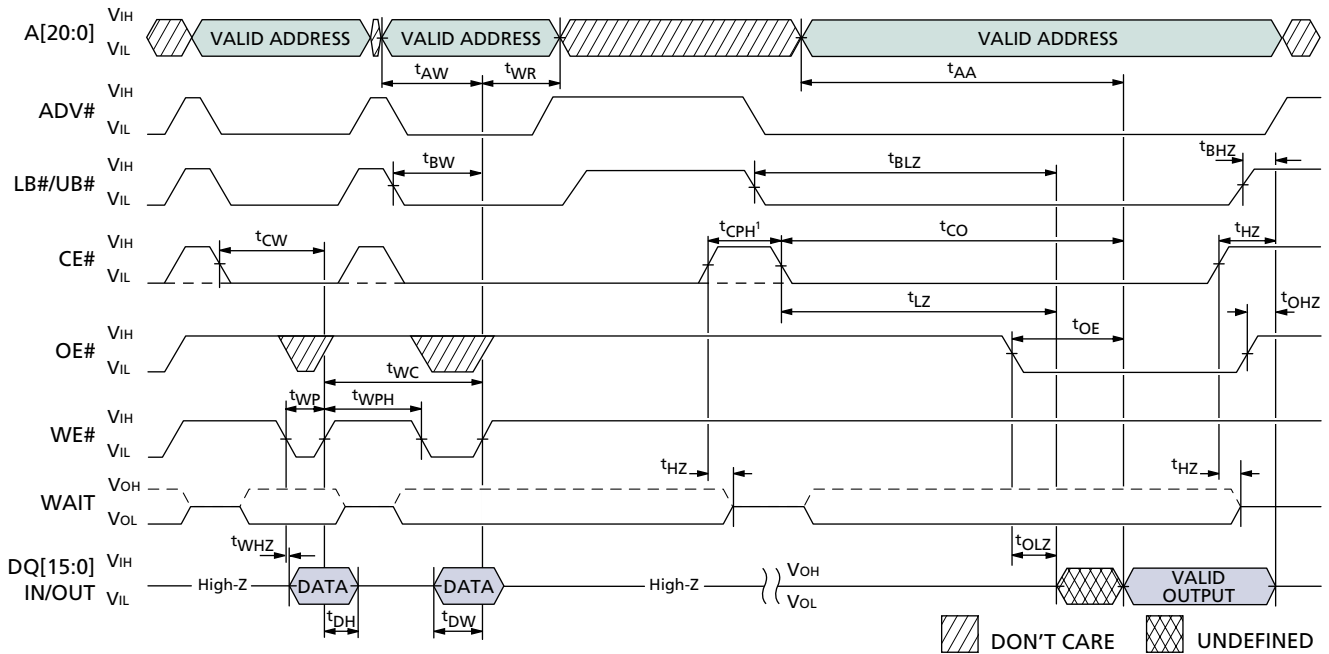 A[20:0] VIH VIL VALID ADDRESS VALID ADDRESS VALID ADDRESS
tAW tWR tAA
ADV# VIH VIL
LB#/UB# VIH VIL tBW tBLZ tBHZ
CE# VIH VIL tCW tCPH¹ tCO tHZ
tLZ tOHZ
OE# VIH VIL tOE
tWC
tWP tWPH
WE# VIH VIL
tHZ tHZ
WAIT VOH VOL
tWHZ tOLZ
DQ[15:0] IN/OUT VIH VIL High-Z DATA DATA High-Z VOH VOL VALID OUTPUT
tDH tDW
DON'T CARE UNDEFINED